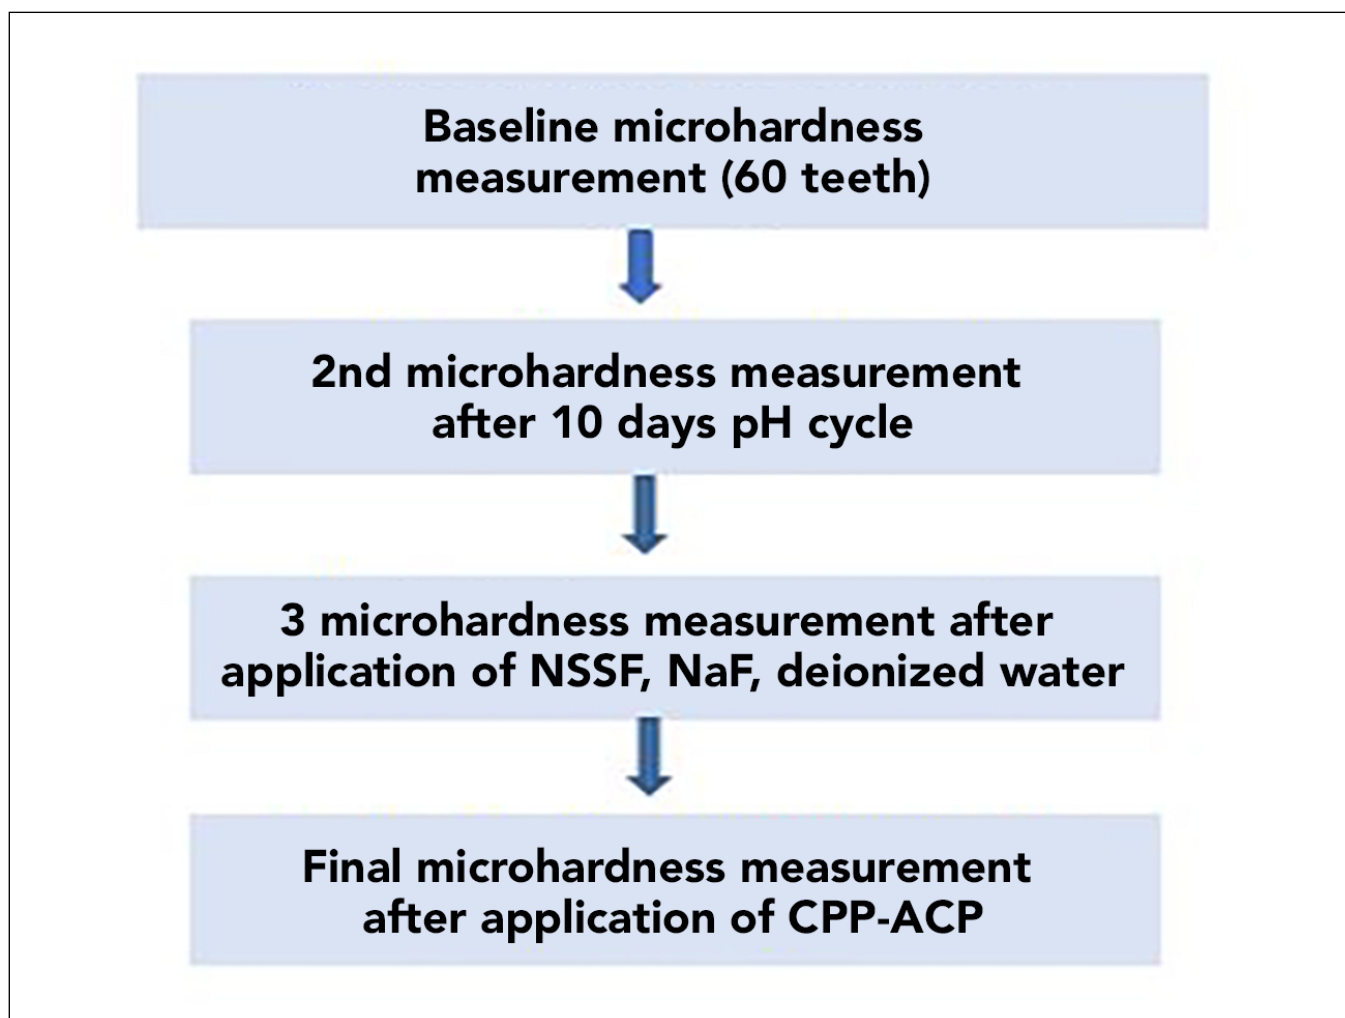 Baseline microhardness
measurement (60 teeth)
2nd microhardness measurement
after 10 days pH cycle
3 microhardness measurement after
application of NSSF, NaF, deionized water
Final microhardness measurement
after application of CPP-ACP